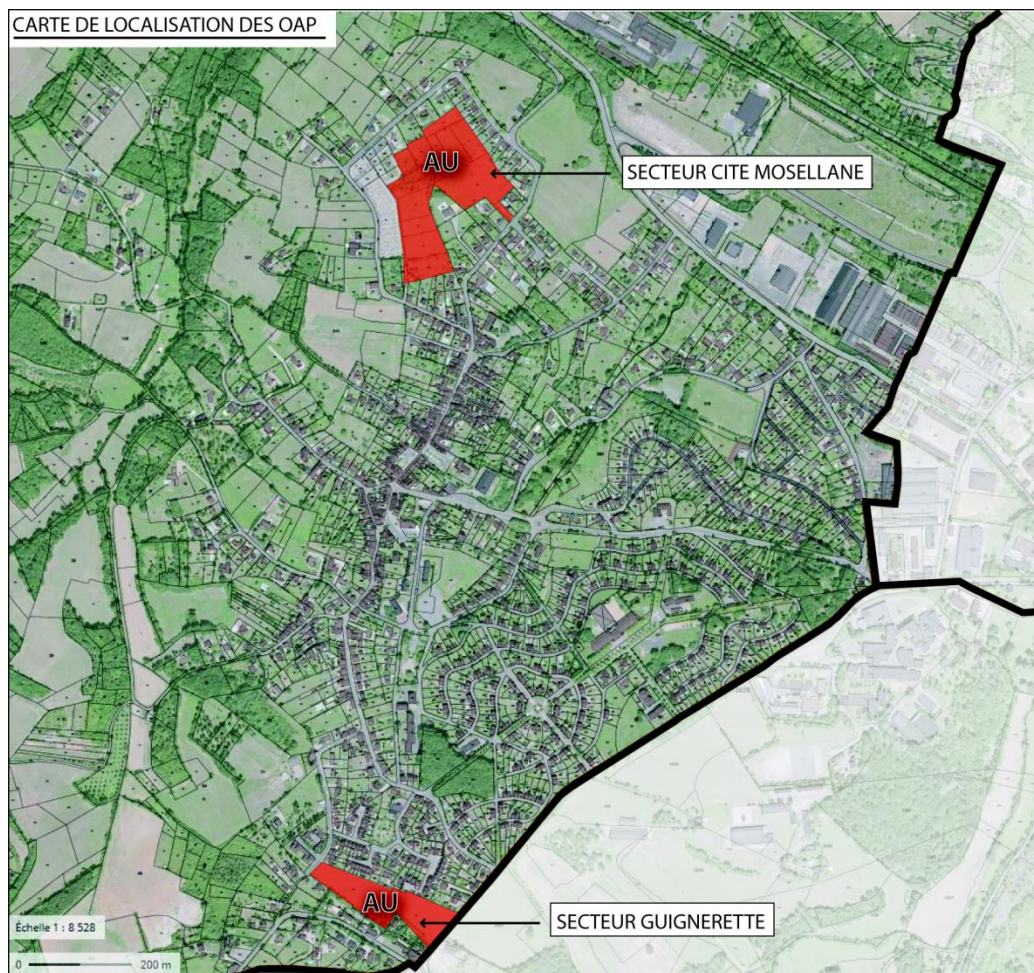 CARTE DE LOCALISATION DES OAP
AU
SECTEUR CITE MOSELLANE
AU
SECTEUR GUIGNERETTE
Échelle 1 : 8 528
0 200 m